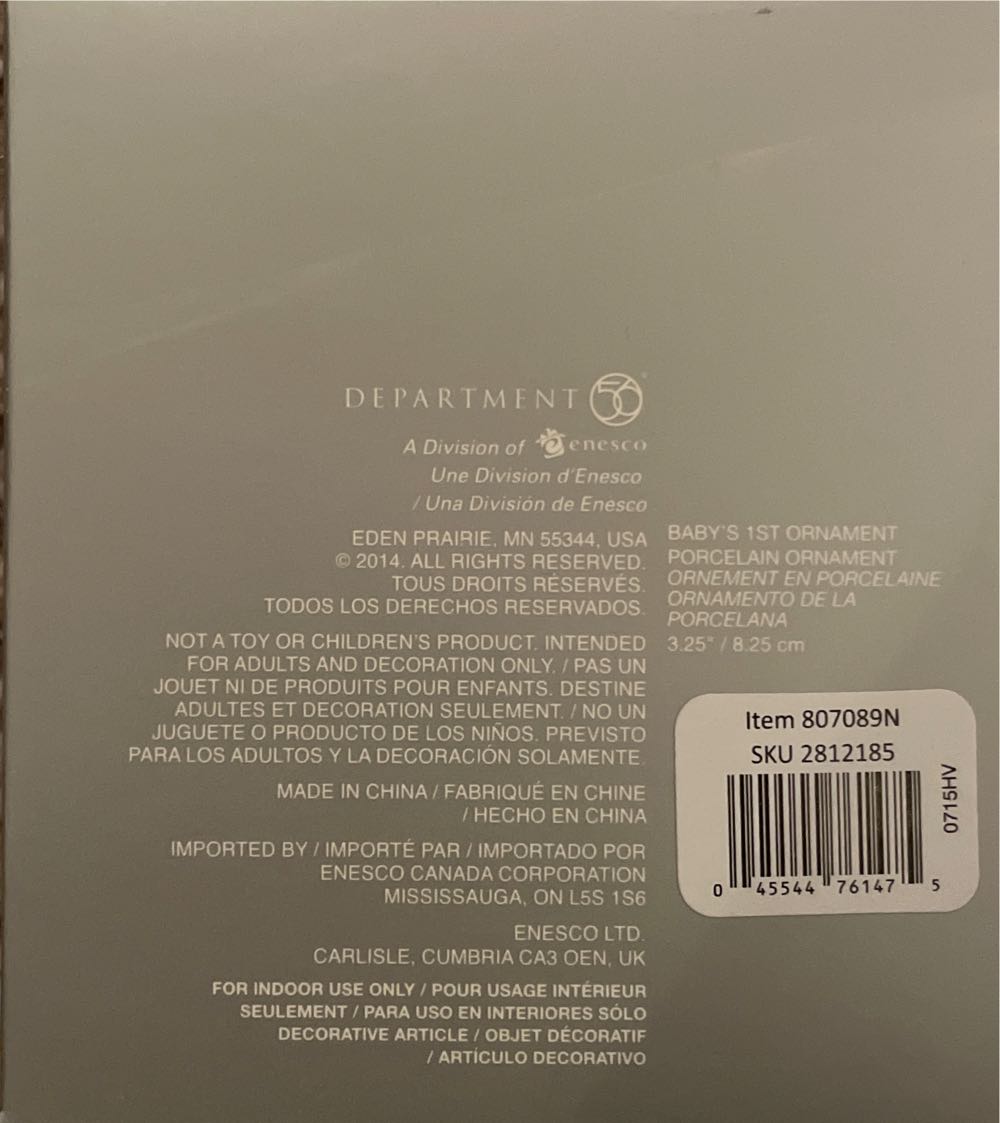 DEPARTMENT 56
A Division of enesco
Une Division d'Enesco
/ Una División de Enesco
EDEN PRAIRIE, MN 55344, USA
© 2014. ALL RIGHTS RESERVED.
TOUS DROITS RÉSERVÉS.
TODOS LOS DERECHOS RESERVADOS.
NOT A TOY OR CHILDREN'S PRODUCT. INTENDED
FOR ADULTS AND DECORATION ONLY. / PAS UN
JOUET NI DE PRODUITS POUR ENFANTS. DESTINE
ADULTES ET DECORATION SEULEMENT. / NO UN
JUGUETE O PRODUCTO DE LOS NIÑOS. PREVISTO
PARA LOS ADULTOS Y LA DECORACIÓN SOLAMENTE.
MADE IN CHINA / FABRIQUÉ EN CHINE
/ HECHO EN CHINA
IMPORTED BY / IMPORTÉ PAR / IMPORTADO POR
ENESCO CANADA CORPORATION
MISSISSAUGA, ON L5S 1S6
ENESCO LTD.
CARLISLE, CUMBRIA CA3 OEN, UK
FOR INDOOR USE ONLY / POUR USAGE INTÉRIEUR
SEULEMENT / PARA USO EN INTERIORES SÓLO
DECORATIVE ARTICLE / OBJET DÉCORATIF
/ ARTÍCULO DECORATIVO
BABY'S 1ST ORNAMENT
PORCELAIN ORNAMENT
ORNEMENT EN PORCELAINE
ORNAMENTO DE LA
PORCELANA
3.25" / 8.25 cm
Item 807089N
SKU 2812185
0 45544 76147 5
0715HV